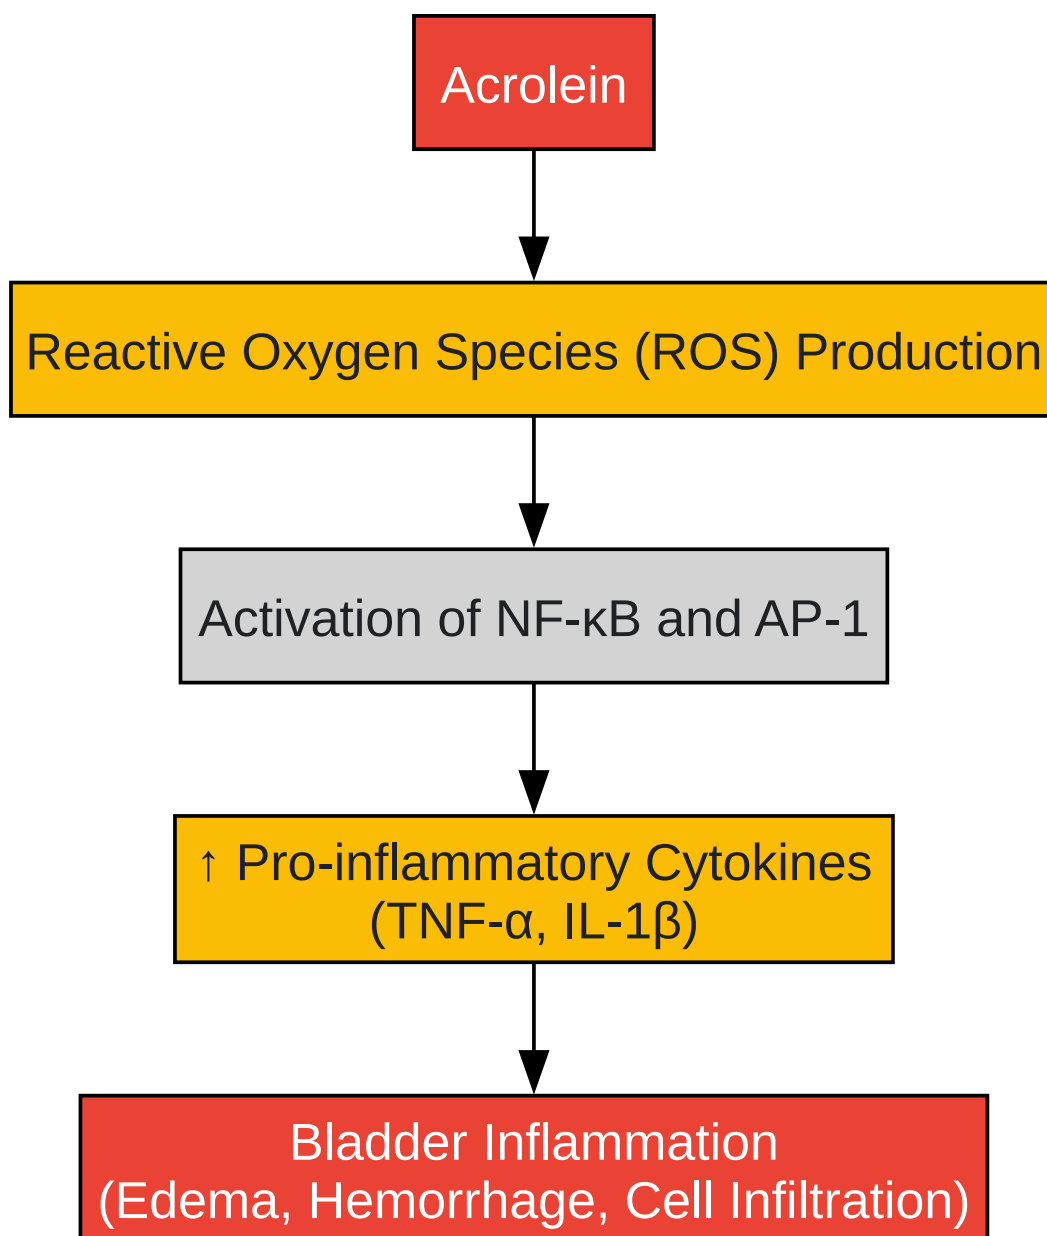 Acrolein
Reactive Oxygen Species (ROS) Production
Activation of NF-κB and AP-1
↑ Pro-inflammatory Cytokines
(TNF-α, IL-1β)
Bladder Inflammation
(Edema, Hemorrhage, Cell Infiltration)